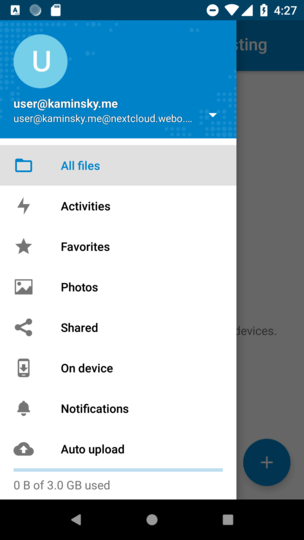 4:27
sting
U
user@kaminsky.me
user@kaminsky.me@nextcloud.webo...
All files
Activities
Favorites
Photos
Shared
devices.
On device
Notifications
Auto upload
0 B of 3.0 GB used